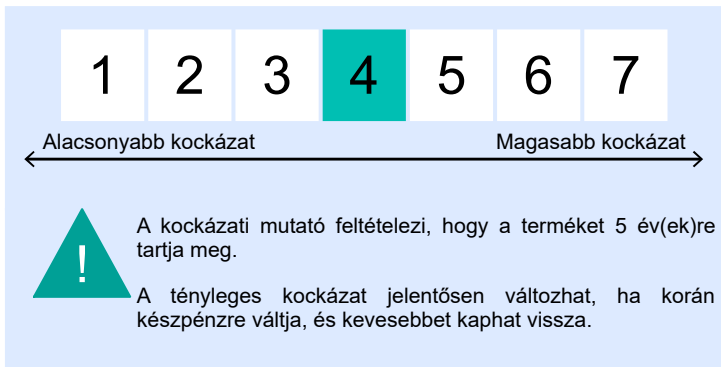 1 2 3 4 5 6 7
Alacsonyabb kockázat Magasabb kockázat
!
A kockázati mutató feltételezi, hogy a terméket 5 év(ek)re
tartja meg.
A tényleges kockázat jelentősen változhat, ha korán
készpénzre váltja, és kevesebbet kaphat vissza.